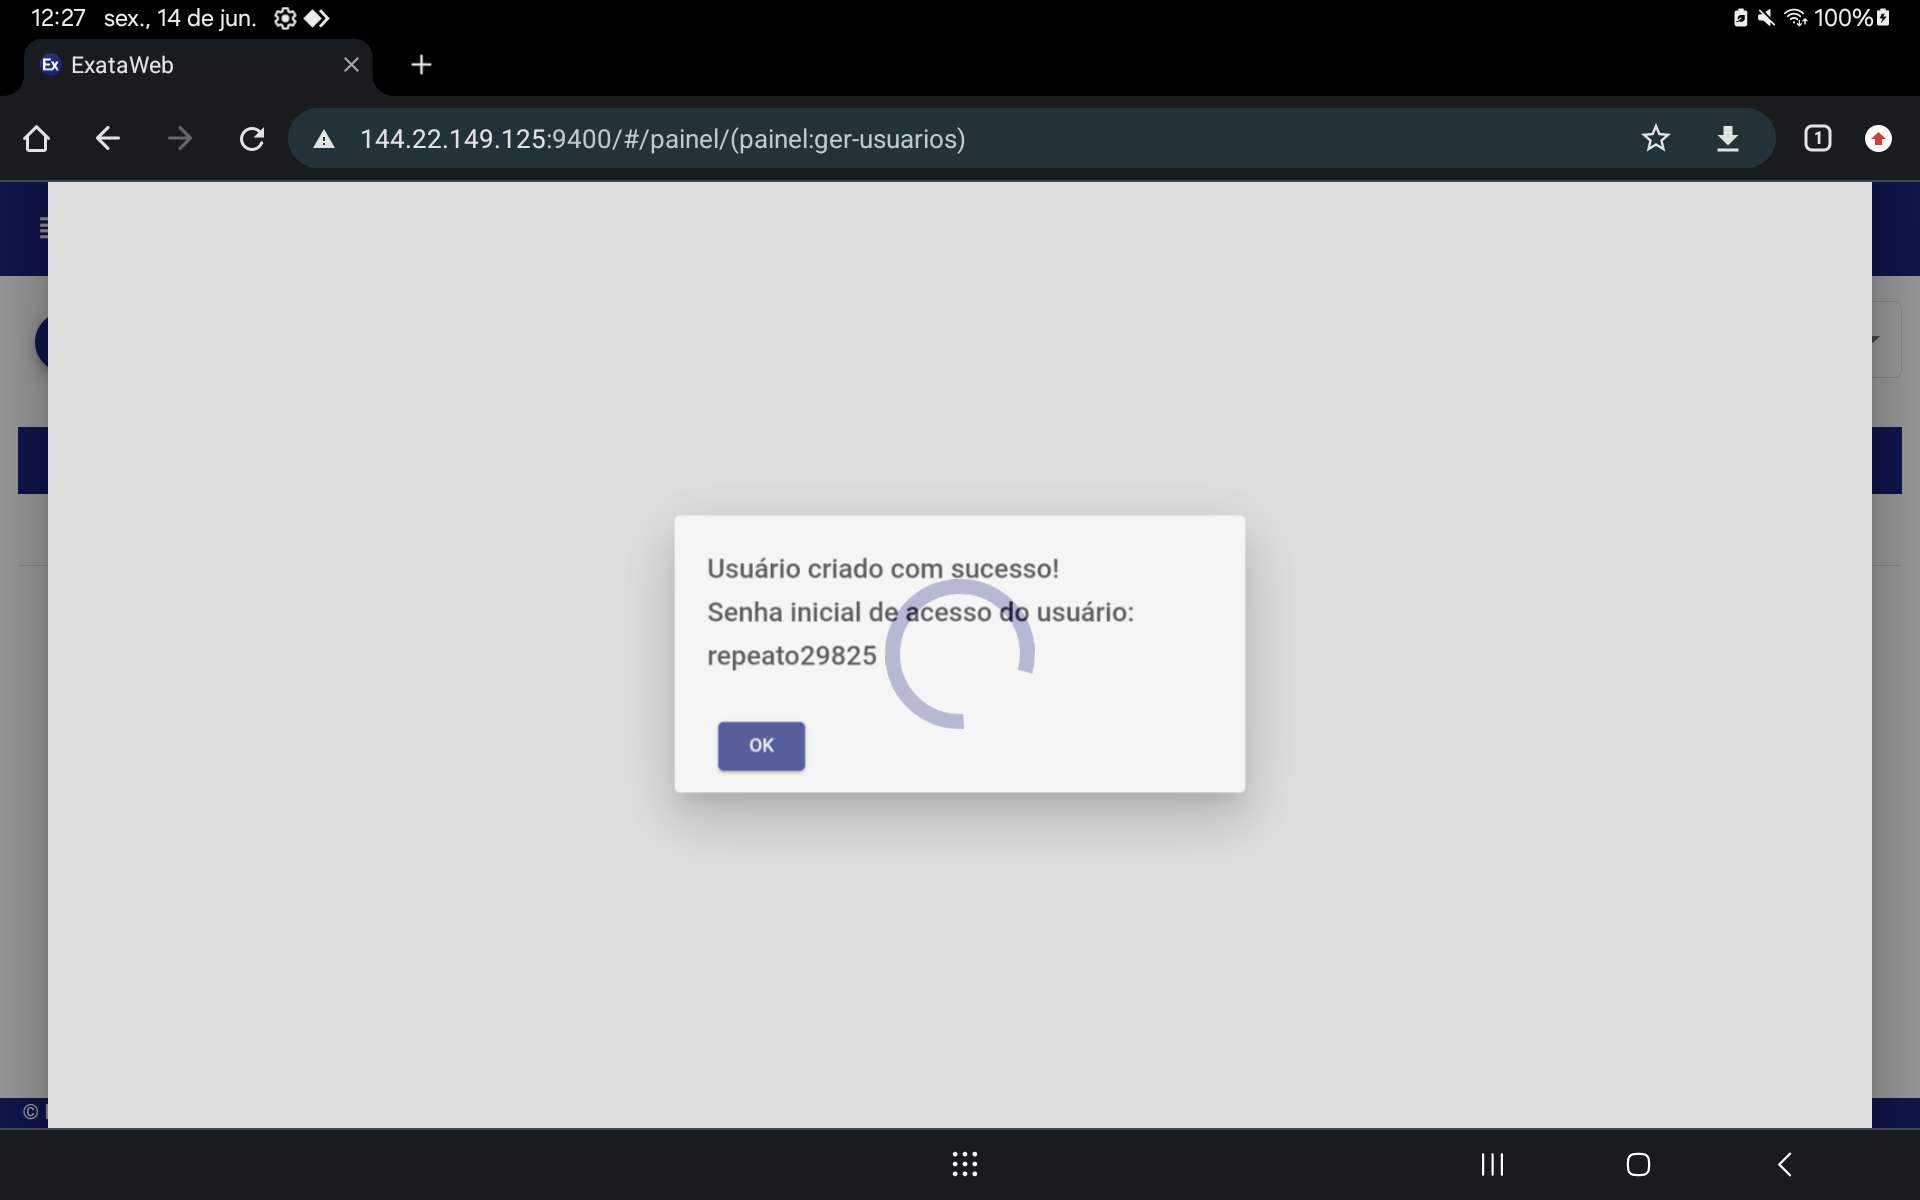 12:27 sex., 14 de jun. 100%
Ex ExataWeb
144.22.149.125:9400/#/painel/(painel:ger-usuarios) 1
Usuário criado com sucesso!
Senha inicial de acesso do usuário:
repeato29825
OK
©